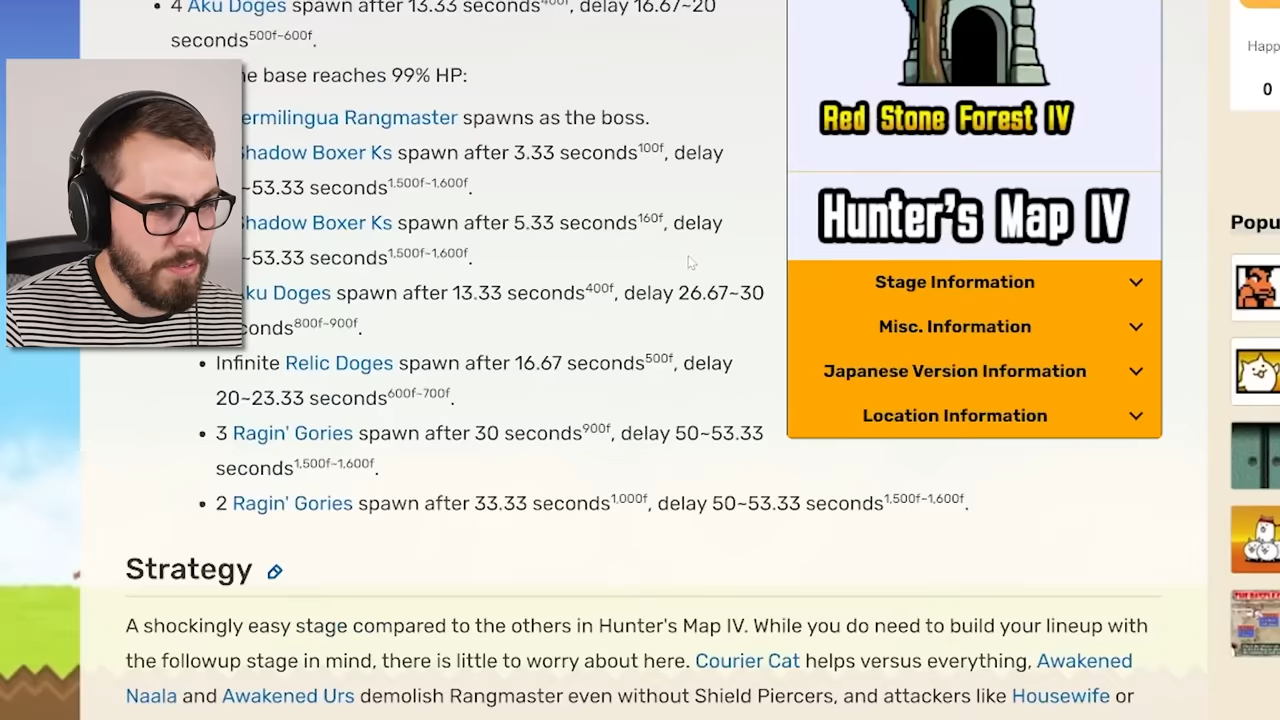 4 Aku Doges spawn after 13.33 seconds400f, delay 16.67~20
seconds500f~600f.
base reaches 99% HP:
ermilingua Rangmaster spawns as the boss.
Shadow Boxer Ks spawn after 3.33 seconds100f, delay
~53.33 seconds1,500f~1,600f.
Shadow Boxer Ks spawn after 5.33 seconds160f, delay
~53.33 seconds1,500f~1,600f.
ku Doges spawn after 13.33 seconds400f, delay 26.67~30
onds800f~900f.
Infinite Relic Doges spawn after 16.67 seconds500f, delay
20~23.33 seconds600f~700f.
3 Ragin' Gories spawn after 30 seconds900f, delay 50~53.33
seconds1,500f~1,600f.
2 Ragin' Gories spawn after 33.33 seconds1,000f, delay 50~53.33 seconds1,500f~1,600f.
Strategy
A shockingly easy stage compared to the others in Hunter's Map IV. While you do need to build your lineup with
the followup stage in mind, there is little to worry about here. Courier Cat helps versus everything, Awakened
Naala and Awakened Urs demolish Rangmaster even without Shield Piercers, and attackers like Housewife or
Red Stone Forest IV
Hunter's Map IV
Stage Information
Misc. Information
Japanese Version Information
Location Information
Happ
0
Popu